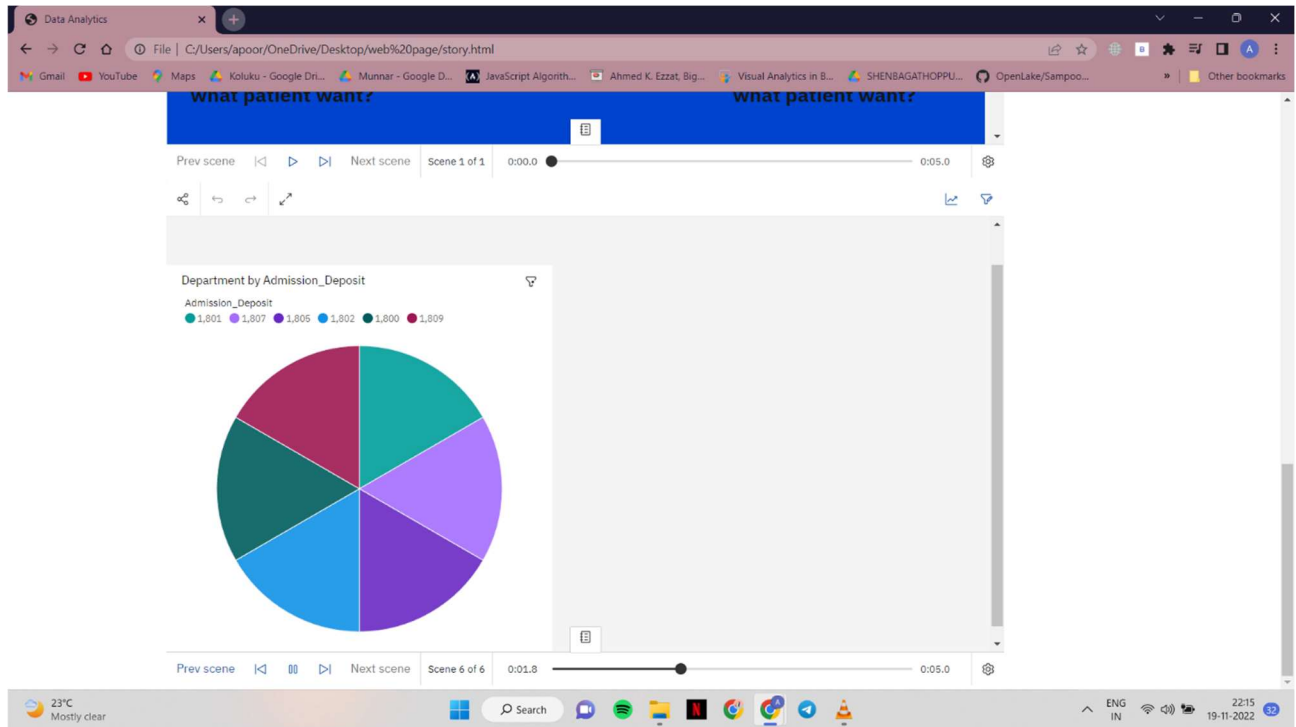 Data Analytics
File | C:/Users/apoor/OneDrive/Desktop/web%20page/story.html
Gmail YouTube Maps Koluku - Google Dri... Munnar - Google D... JavaScript Algorith... Ahmed K. Ezzat, Big... Visual Analytics in B... SHENBAGATHOPPU... OpenLake/Sampoo... » Other bookmarks
what patient want? what patient want?
Prev scene Next scene Scene 1 of 1 0:00.0 0:05.0
Department by Admission_Deposit
Admission_Deposit
1,801 1,807 1,805 1,802 1,800 1,809
Prev scene Next scene Scene 6 of 6 0:01.8 0:05.0
23°C
Mostly clear
Search
ENG
IN
22:15
19-11-2022
32